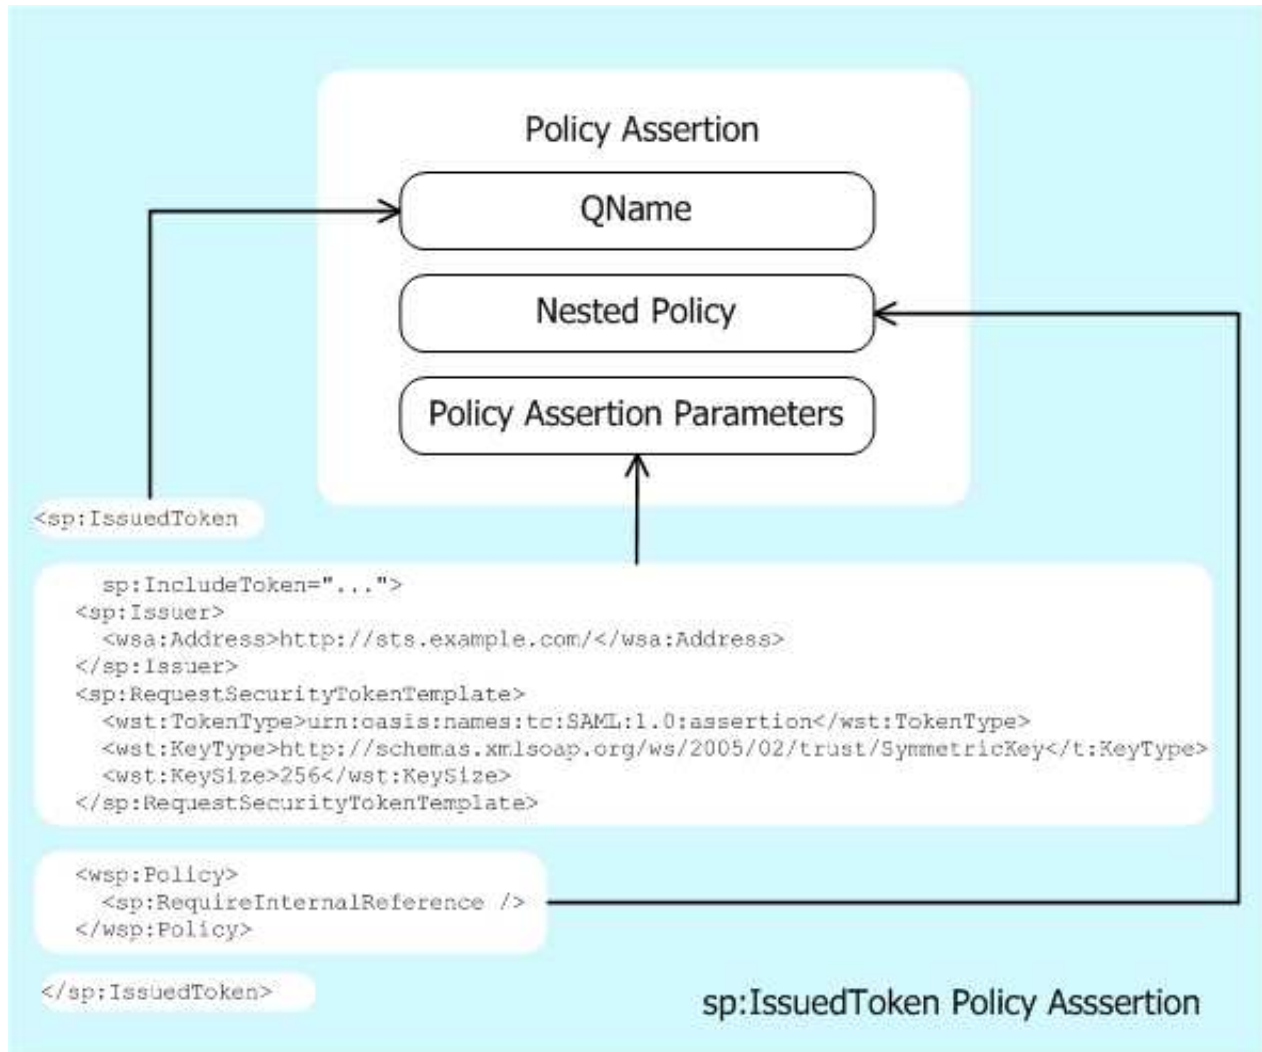 Policy Assertion
QName
Nested Policy
Policy Assertion Parameters
<sp:IssuedToken
sp:IncludeToken="...">
<sp:Issuer>
<wsa:Address>http://sts.example.com/</wsa:Address>
</sp:Issuer>
<sp:RequestSecurityTokenTemplate>
<wst:TokenType>urn:oasis:names:tc:SAML:1.0:assertion</wst:TokenType>
<wst:KeyType>http://schemas.xmlsoap.org/ws/2005/02/trust/SymmetricKey</t:KeyType>
<wst:KeySize>256</wst:KeySize>
</sp:RequestSecurityTokenTemplate>
<wsp:Policy>
<sp:RequireInternalReference />
</wsp:Policy>
</sp:IssuedToken>
sp:IssuedToken Policy Asssertion